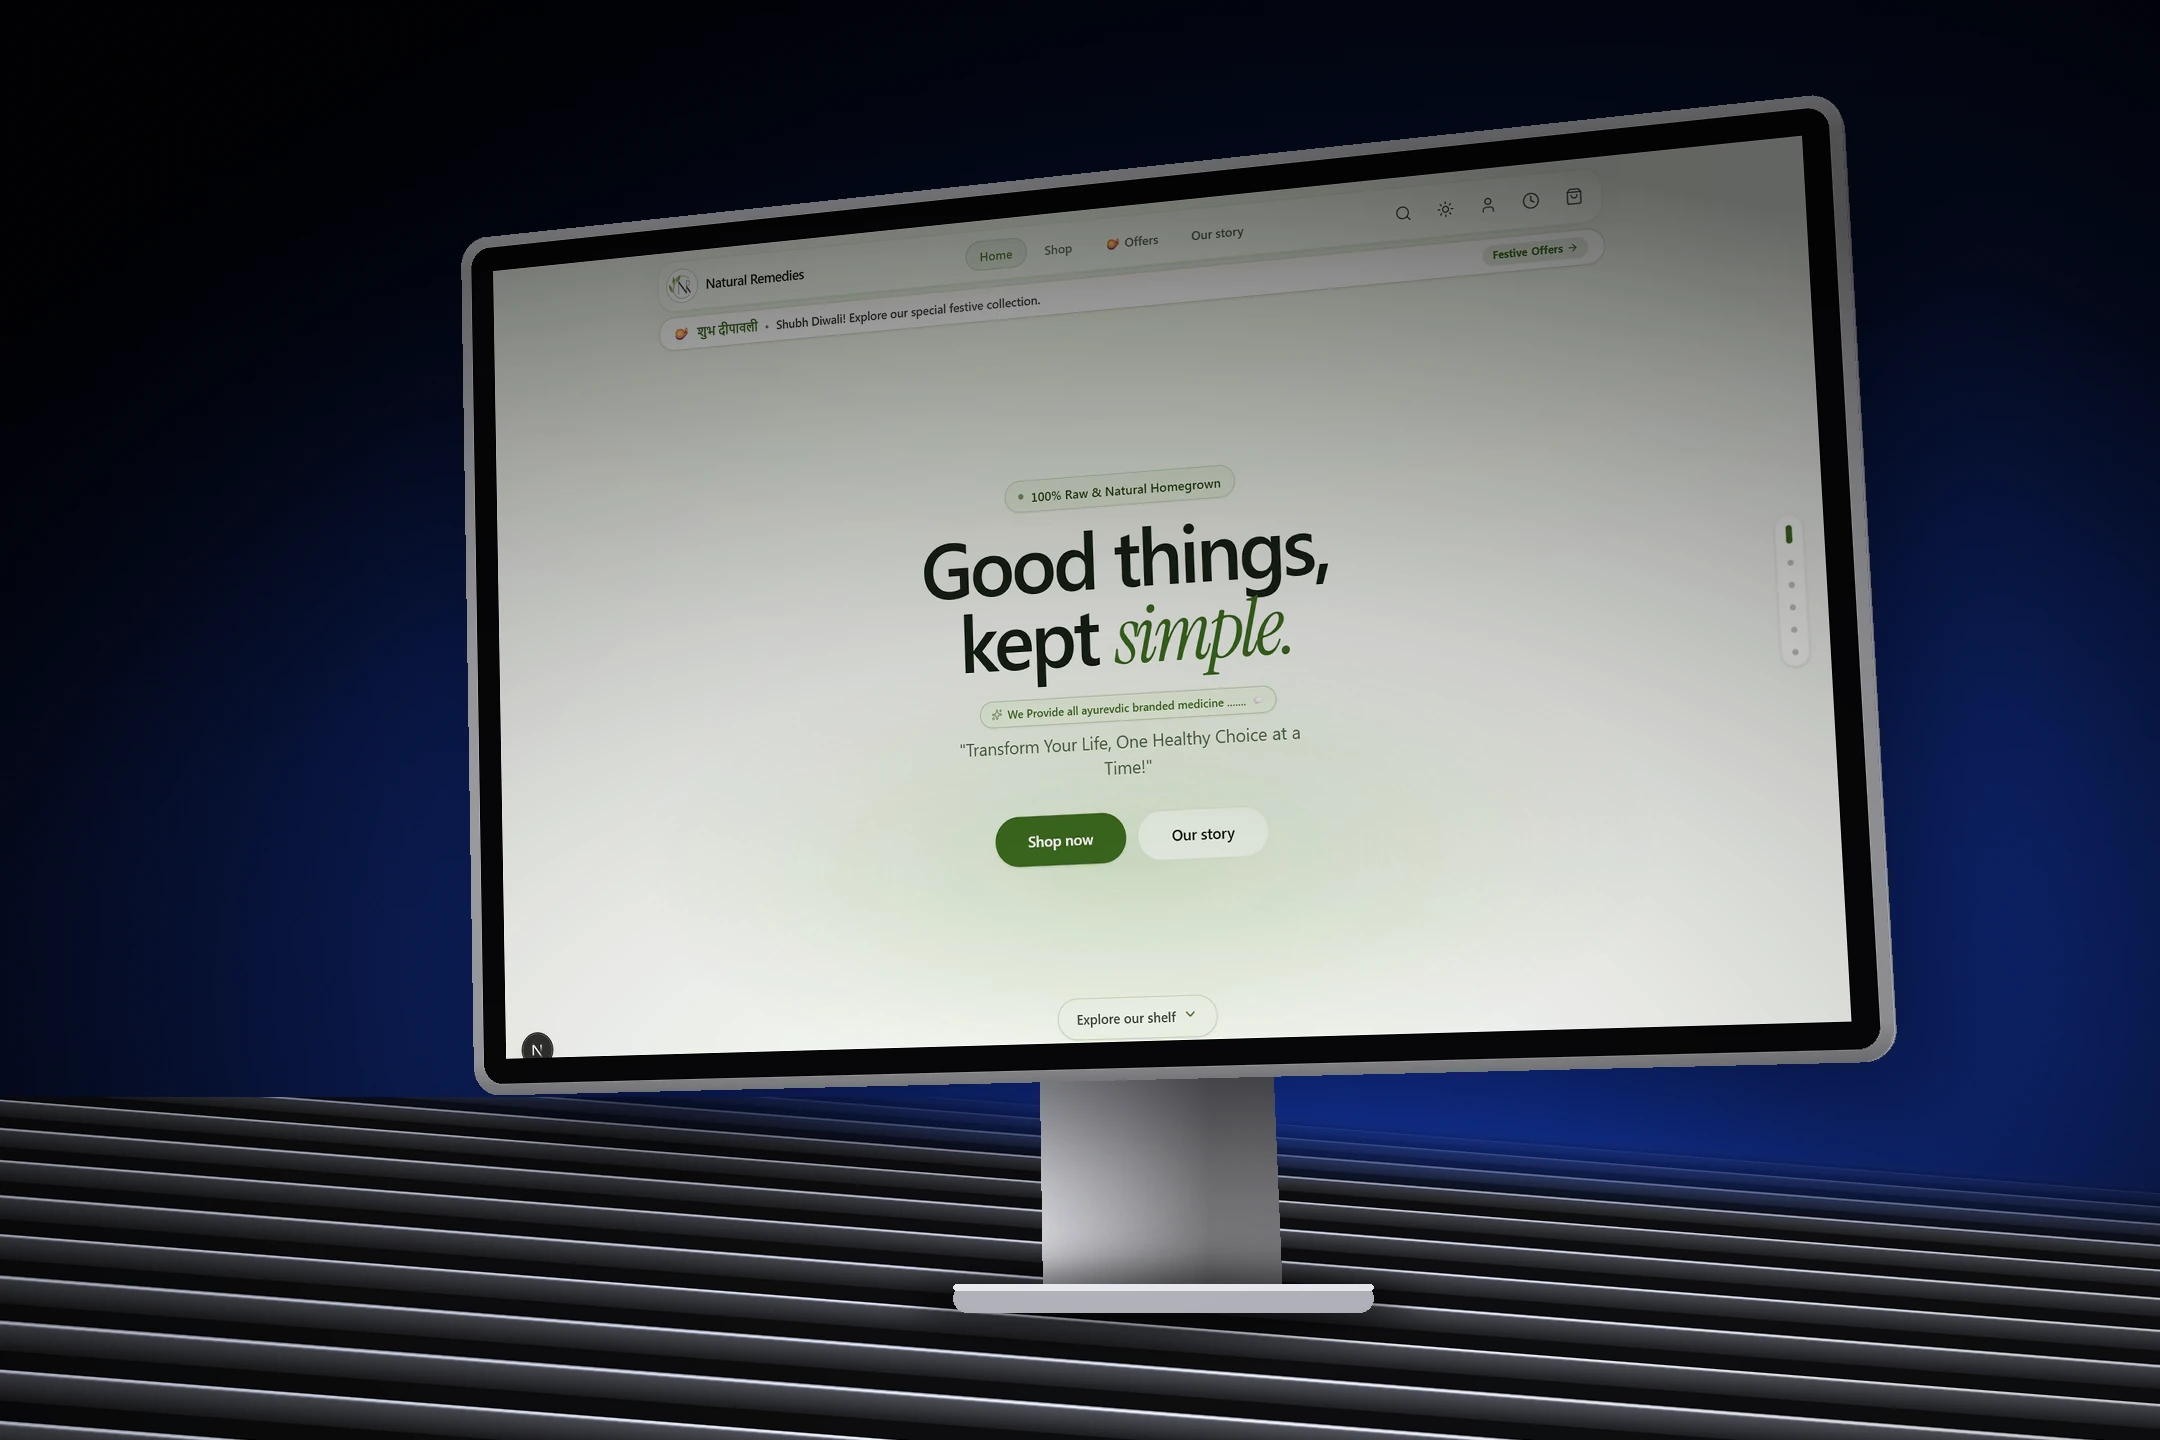 Natural Remedies
Home
Shop
Offers
Our story
शुभ दीपावली • Shubh Diwali! Explore our special festive collection.
Festive Offers →
100% Raw & Natural Homegrown
Good things,
kept simple.
We Provide all ayurevdic branded medicine .......
"Transform Your Life, One Healthy Choice at a
Time!"
Shop now
Our story
Explore our shelf
N